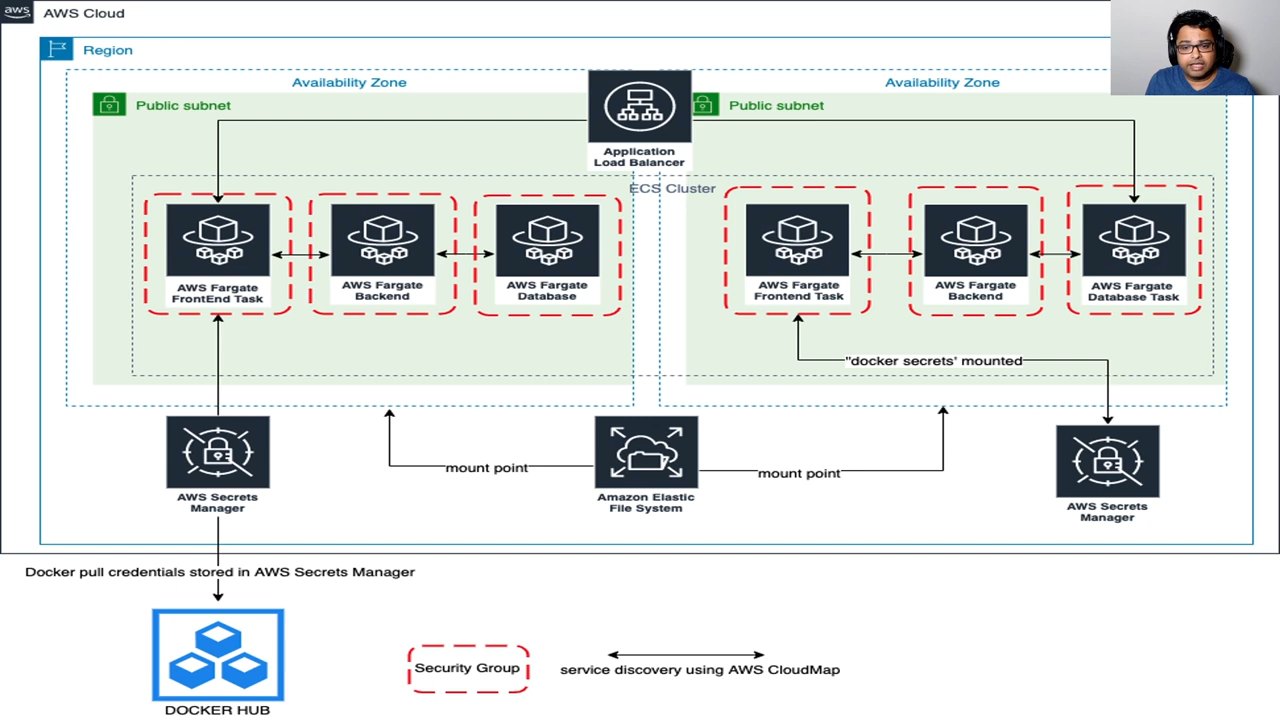 aws
AWS Cloud
Region
Availability Zone
Availability Zone
Public subnet
Public subnet
Application
Load Balancer
ECS Cluster
AWS Fargate
FrontEnd Task
AWS Fargate
Backend
AWS Fargate
Database
AWS Fargate
Frontend Task
AWS Fargate
Backend
AWS Fargate
Database Task
"docker secrets' mounted
mount point
mount point
AWS Secrets
Manager
Amazon Elastic
File System
AWS Secrets
Manager
Docker pull credentials stored in AWS Secrets Manager
Security Group
service discovery using AWS CloudMap
DOCKER HUB